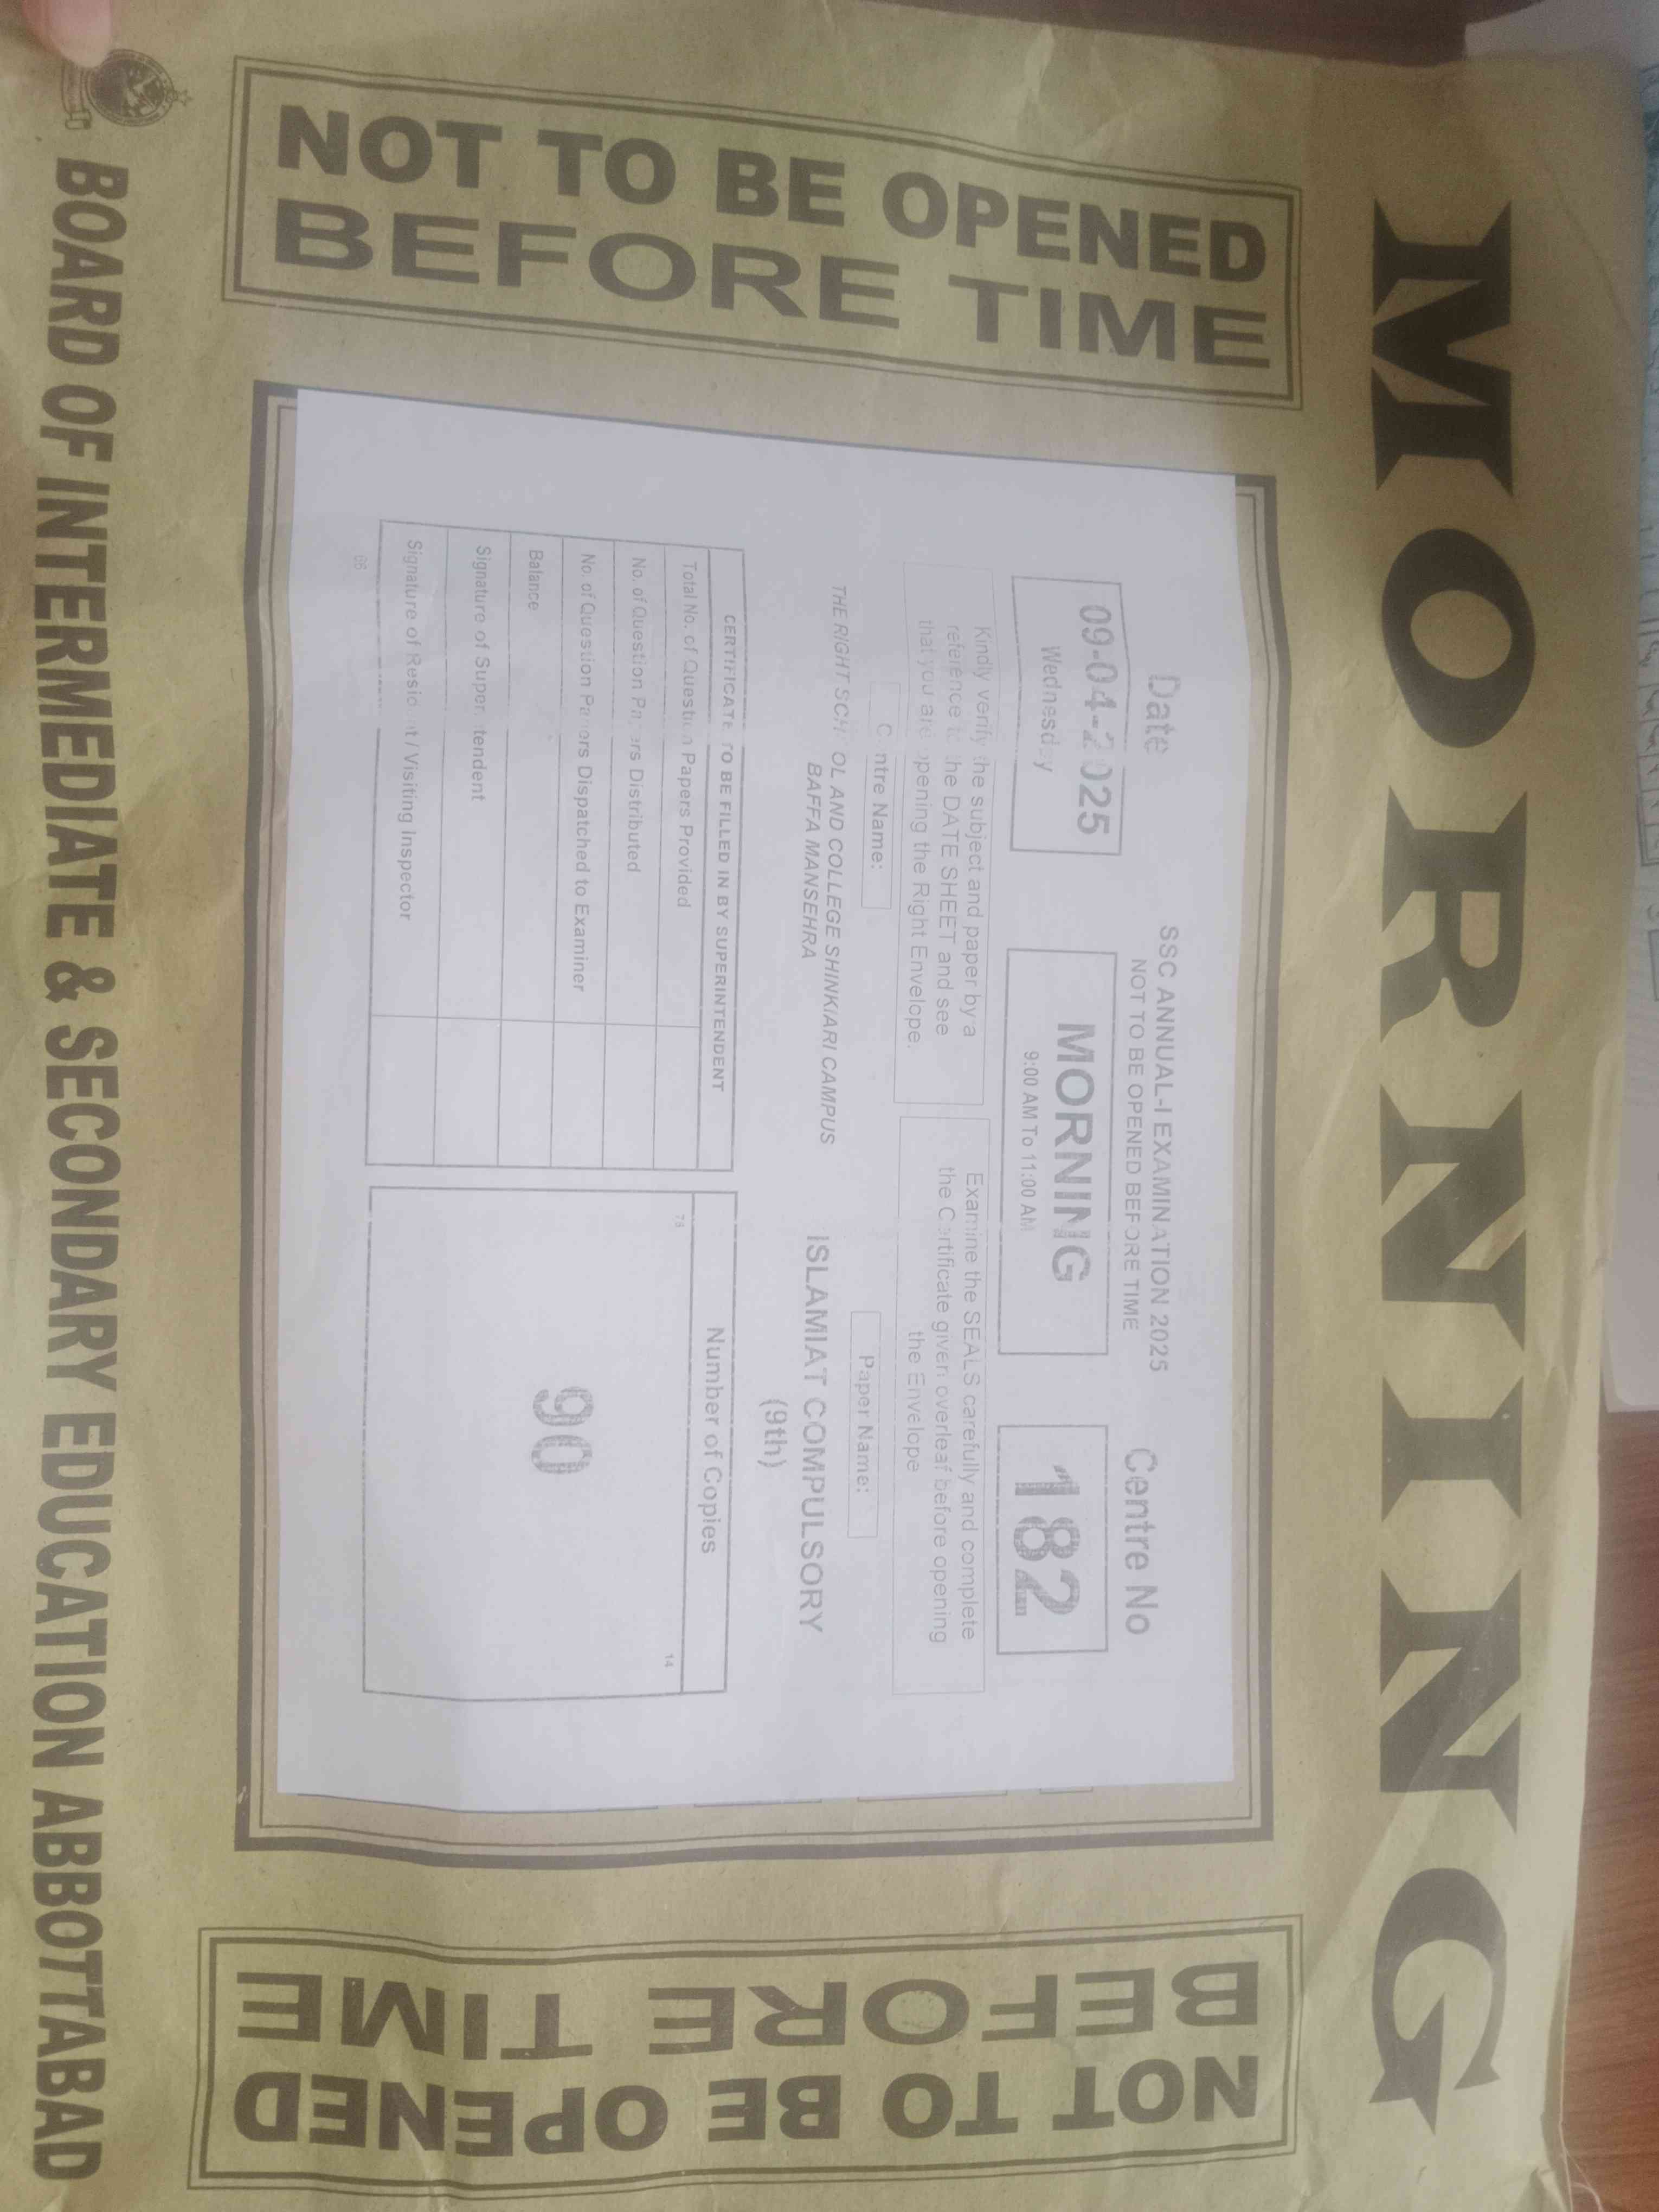 MORNING
NOT TO BE OPENED
BEFORE TIME
SSC ANNUAL-I EXAMINATION 2025
NOT TO BE OPENED BEFORE TIME
Date
09-04-2025
Wednesday
MORNING
9:00 AM To 11:00 AM
Centre No
182
Kindly verify the subject and paper by a
reference to the DATE SHEET and see
that you are opening the Right Envelope.
Examine the SEALS carefully and complete
the Certificate given overleaf before opening
the Envelope
Centre Name:
THE RIGHT SCHOOL AND COLLEGE SHINKIARI CAMPUS
BAFFA MANSEHRA
Paper Name:
ISLAMIAT COMPULSORY
(9th)
CERTIFICATE TO BE FILLED IN BY SUPERINTENDENT
Total No. of Question Papers Provided
No. of Question Papers Distributed
No. of Question Papers Dispatched to Examiner
Balance
Signature of Superintendent
Signature of Resident / Visiting Inspector
66
Number of Copies
14
90
NOT TO BE OPENED
BEFORE TIME
BOARD OF INTERMEDIATE & SECONDARY EDUCATION ABBOTTABAD